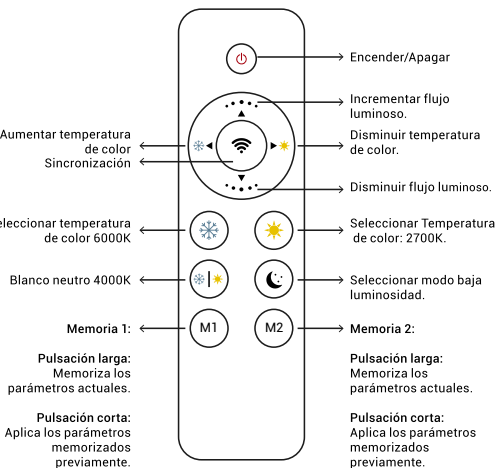 Encender/Apagar
Incrementar flujo
luminoso.
Aumentar temperatura
de color
Sincronización
Disminuir temperatura
de color.
Disminuir flujo luminoso.
eleccionar temperatura
de color 6000K
Seleccionar Temperatura
de color: 2700K.
Blanco neutro 4000K
Seleccionar modo baja
luminosidad.
M1
M2
Memoria 1:
Pulsación larga:
Memoriza los
parámetros actuales.
Pulsación corta:
Aplica los parámetros
memorizados
previamente.
Memoria 2:
Pulsación larga:
Memoriza los
parámetros actuales.
Pulsación corta:
Aplica los parámetros
memorizados
previamente.